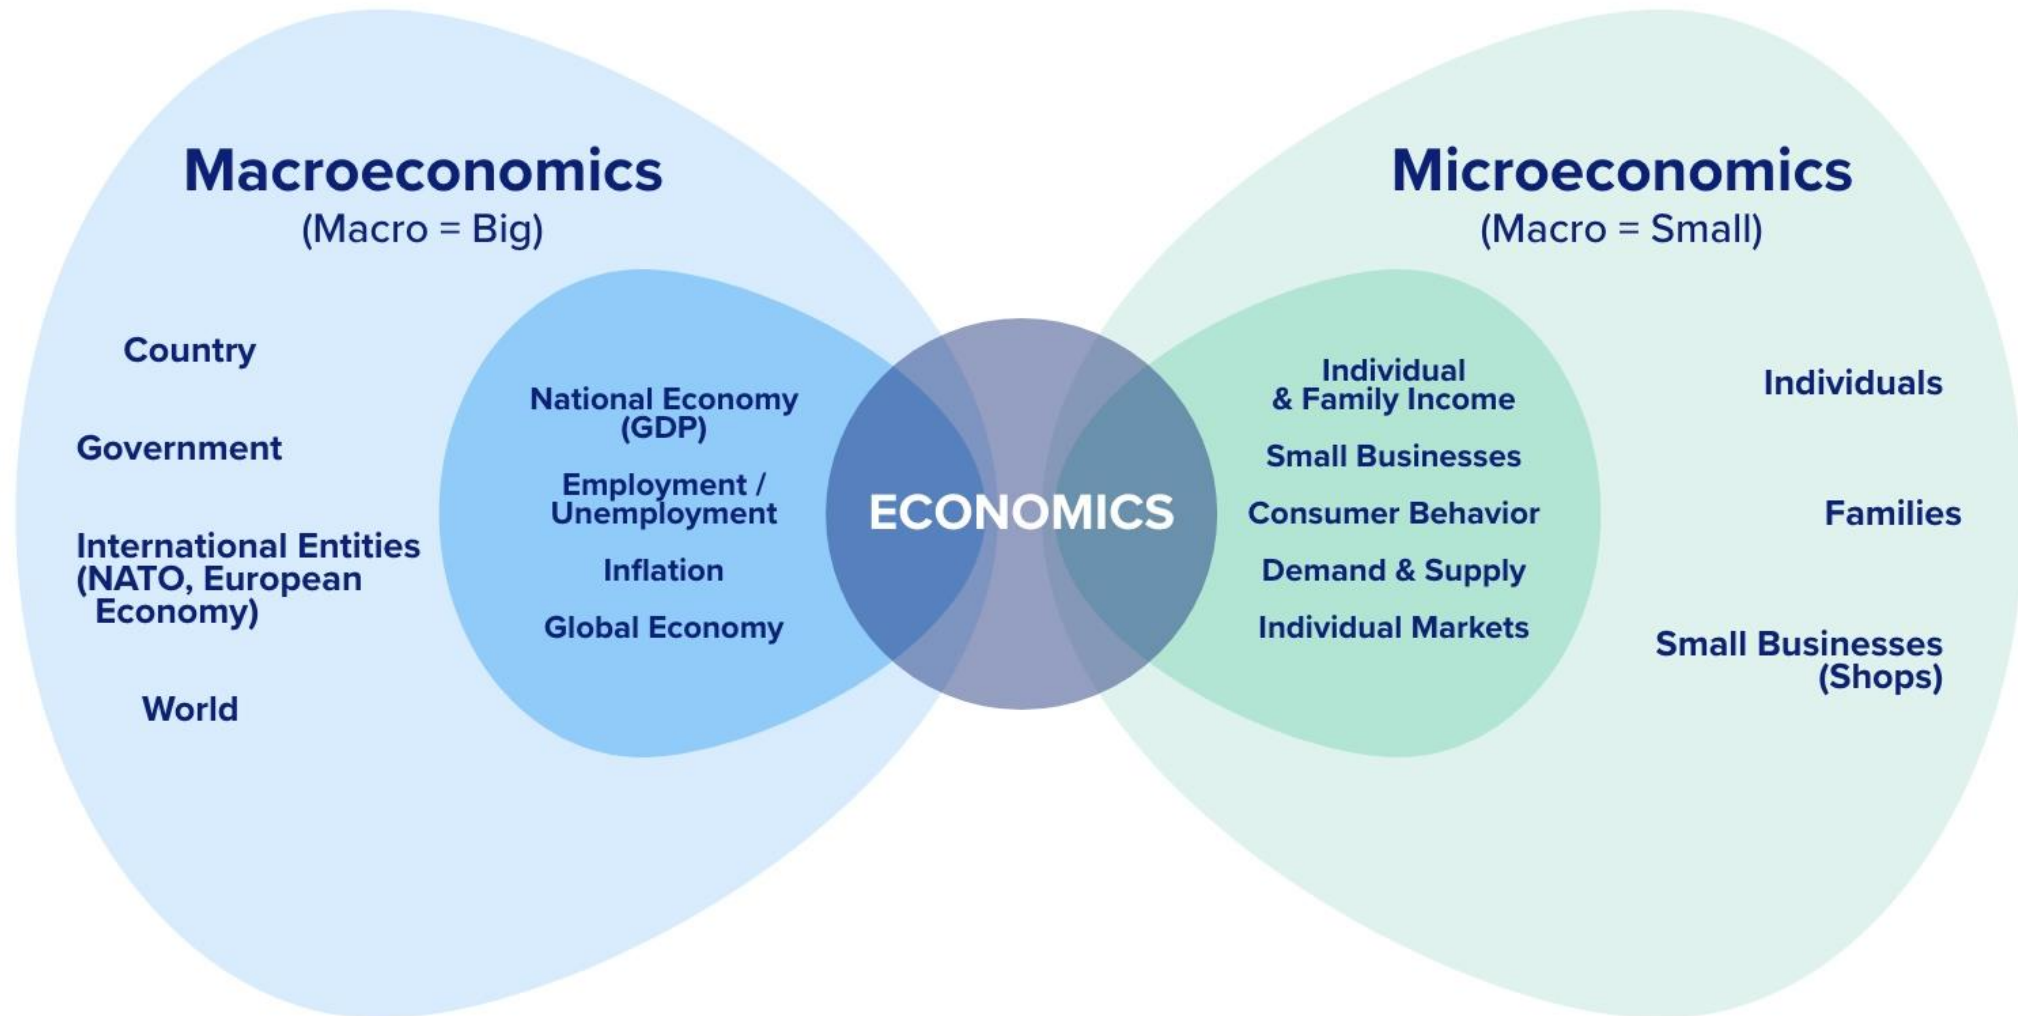 Macroeconomics
(Macro = Big)
Country
Government
International Entities
(NATO, European
Economy)
World
National Economy
(GDP)
Employment /
Unemployment
Inflation
Global Economy
ECONOMICS
Microeconomics
(Macro = Small)
Individual
& Family Income
Small Businesses
Consumer Behavior
Demand & Supply
Individual Markets
Individuals
Families
Small Businesses
(Shops)